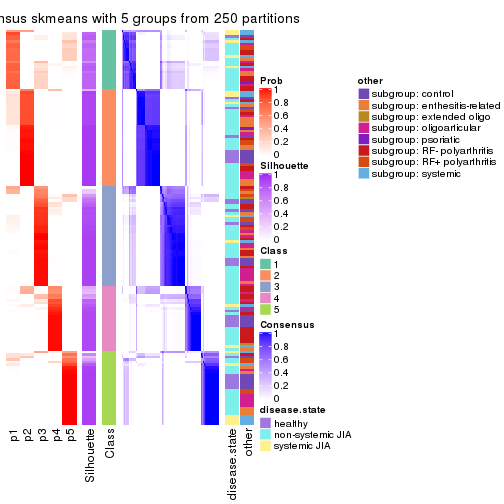 nsus skmeans with 5 groups from 250 partitions
Prob
1
0.8
0.6
0.4
0.2
0
Silhouette
1
0.8
0.6
0.4
0.2
0
Class
1
2
3
4
5
Consensus
1
0.8
0.6
0.4
0.2
0
disease.state
healthy
non-systemic JIA
systemic JIA
other
subgroup: control
subgroup: enthesitis-related
subgroup: extended oligo
subgroup: oligoarticular
subgroup: psoriatic
subgroup: RF- polyarthritis
subgroup: RF+ polyarthritis
subgroup: systemic
p1
p2
p3
p4
p5
Silhouette
Class
disease.state
other